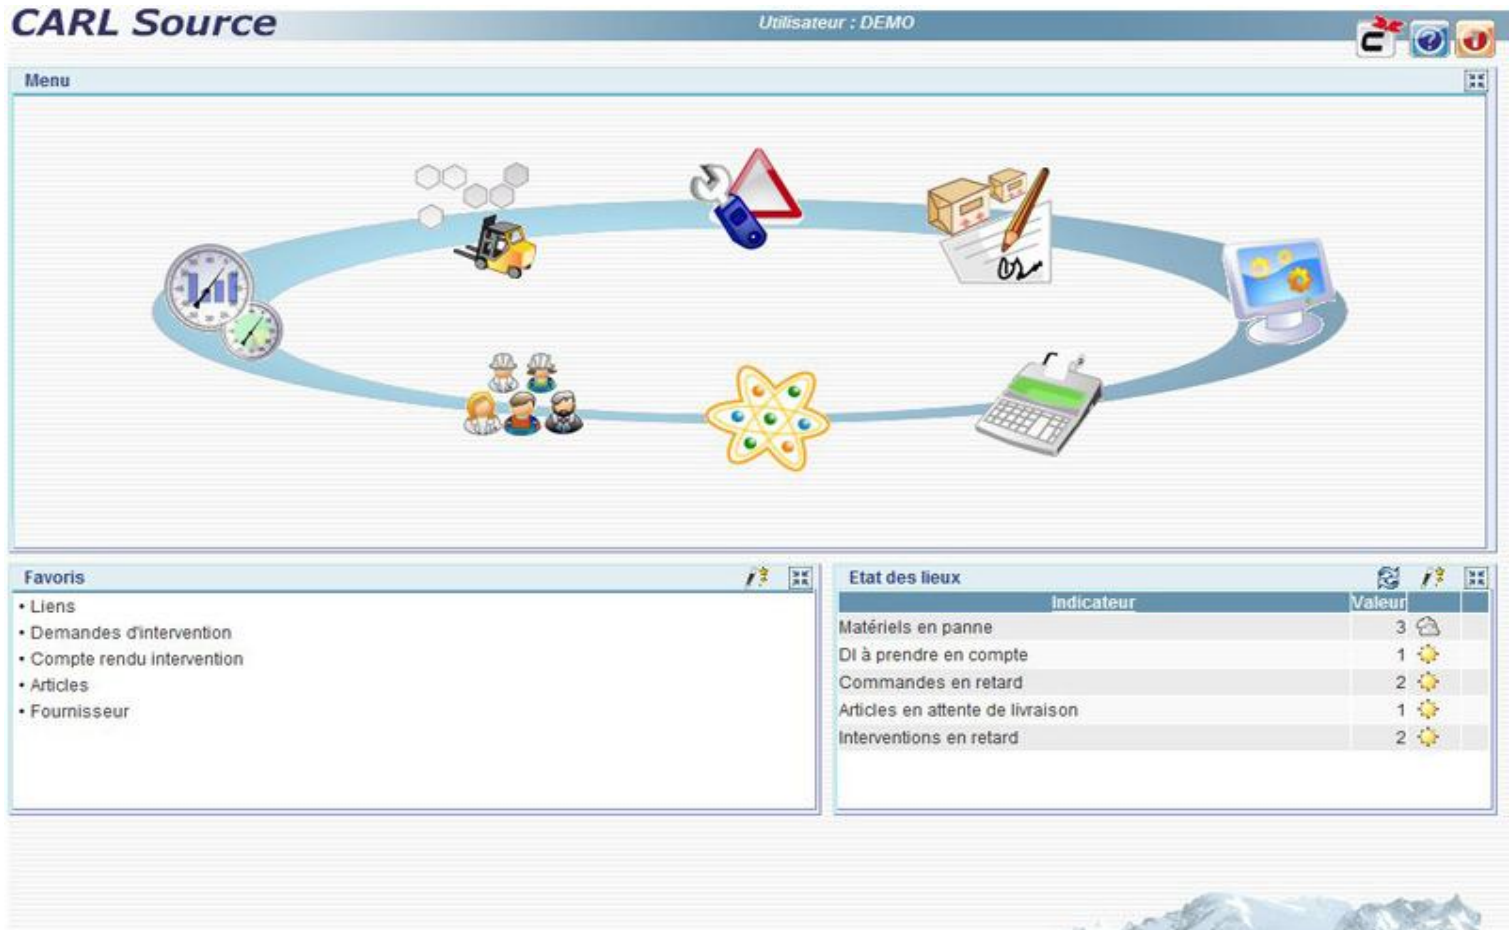 CARL Source
Utilisateur : DEMO
Menu
Favoris
• Liens
• Demandes d'intervention
• Compte rendu intervention
• Articles
• Fournisseur
Etat des lieux
Indicateur Valeur
Matériels en panne 3
DI à prendre en compte 1
Commandes en retard 2
Articles en attente de livraison 1
Interventions en retard 2